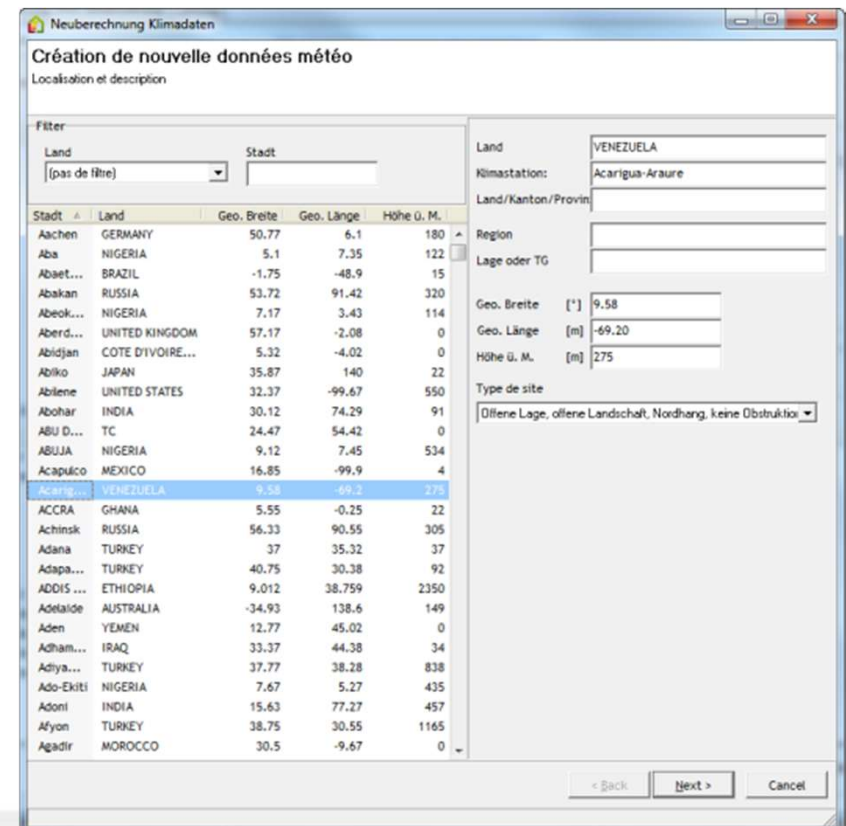 Neuberechnung Klimadaten
Création de nouvelle données météo
Localisation et description
Filter
Land Stadt
(pas de filtre)
Stadt Land Geo. Breite Geo. Länge Höhe ü. M.
Aachen GERMANY 50.77 6.1 180
Aba NIGERIA 5.1 7.35 122
Abaet... BRAZIL -1.75 -48.9 15
Abakan RUSSIA 53.72 91.42 320
Abeok... NIGERIA 7.17 3.43 114
Aberd... UNITED KINGDOM 57.17 -2.08 0
Abidjan COTE D'IVOIRE... 5.32 -4.02 0
Abiko JAPAN 35.87 140 22
Abilene UNITED STATES 32.37 -99.67 550
Abohar INDIA 30.12 74.29 91
ABU D... TC 24.47 54.42 0
ABUJA NIGERIA 9.12 7.45 534
Acapulco MEXICO 16.85 -99.9 4
Acarig... VENEZUELA 9.58 -69.2 275
ACCRA GHANA 5.55 -0.25 22
Achinsk RUSSIA 56.33 90.55 305
Adana TURKEY 37 35.32 37
Adapa... TURKEY 40.75 30.38 92
ADDIS ... ETHIOPIA 9.012 38.759 2350
Adelaide AUSTRALIA -34.93 138.6 149
Aden YEMEN 12.77 45.02 0
Adham... IRAQ 33.37 44.38 34
Adiya... TURKEY 37.77 38.28 838
Ado-Ekiti NIGERIA 7.67 5.27 435
Adoni INDIA 15.63 77.27 457
Afyon TURKEY 38.75 30.55 1165
Agadir MOROCCO 30.5 -9.67 0
Land VENEZUELA
Klimastation: Acarigua-Araure
Land/Kanton/Provin
Region
Lage oder TG
Geo. Breite [°] 9.58
Geo. Länge [m] -69.20
Höhe ü. M. [m] 275
Type de site
Offene Lage, offene Landschaft, Nordhang, keine Obstruktion
< Back Next > Cancel